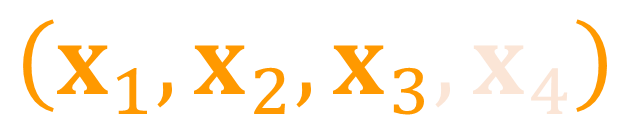 (x₁, x₂, x₃, x₄)